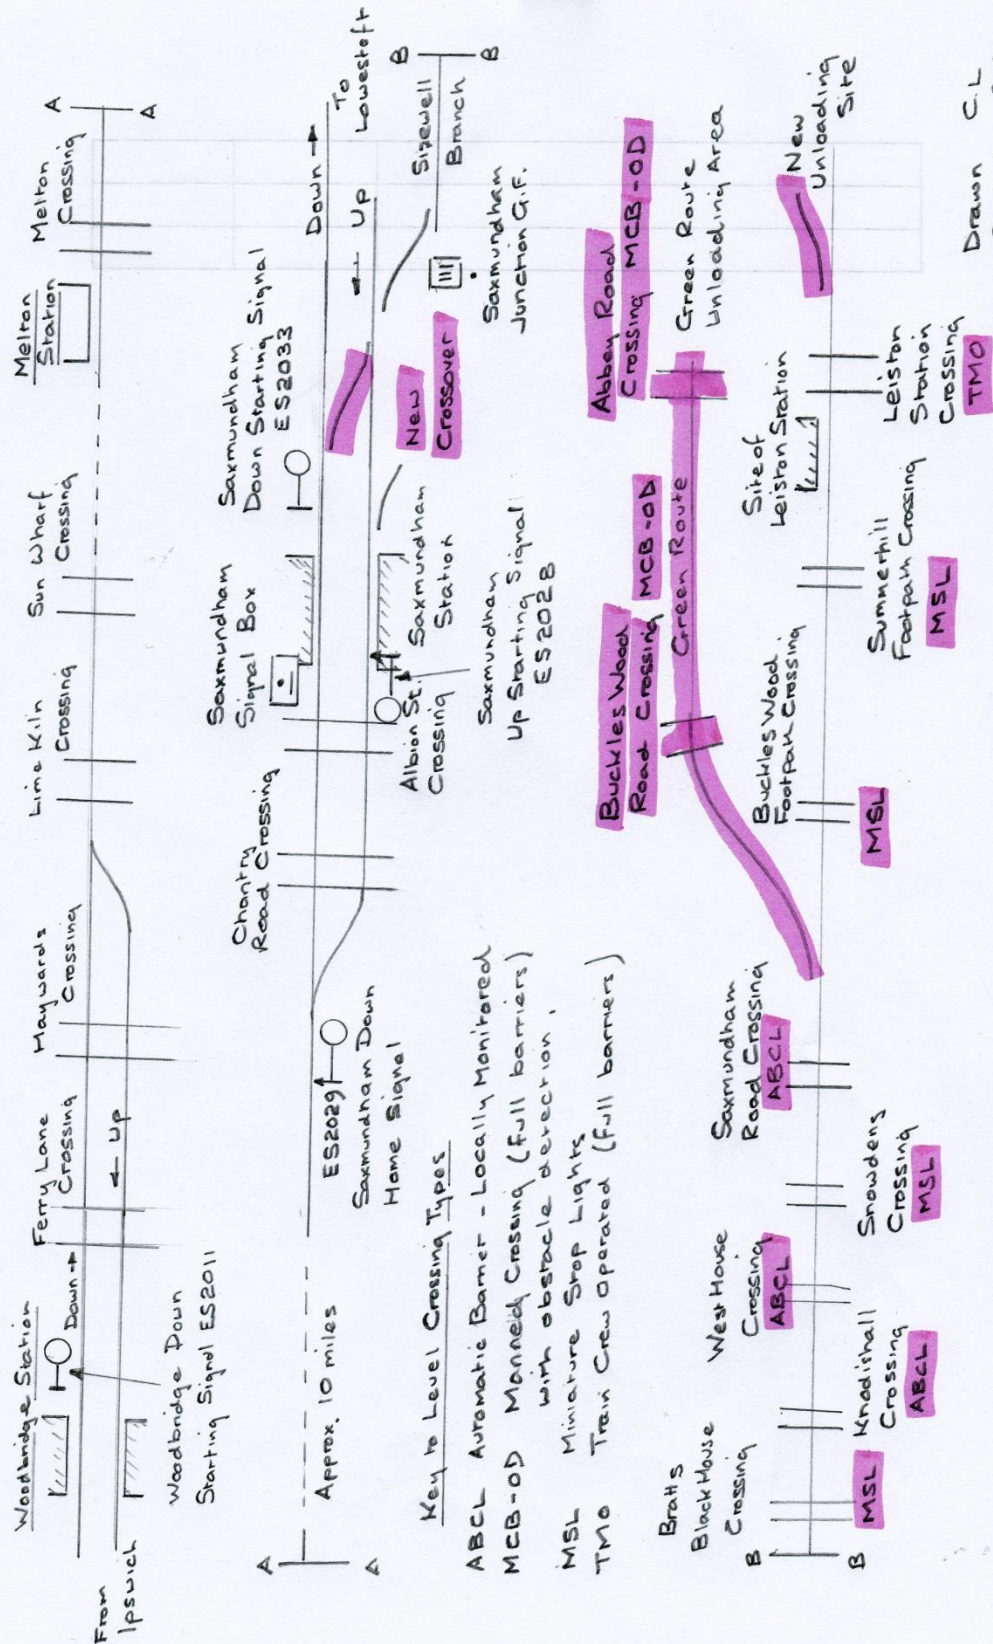 Woodbridge Station
Ferry Lane
Crossing
Haywards
Crossing
Lime Kiln
Crossing
Sun Wharf
Crossing
Melton
Station
Melton
Crossing
A
A
Down
Up
From
Ipswich
Woodbridge Down
Starting Signal ES2011
A
A
Approx. 10 miles
ES2029
Saxmundham Down
Home Signal
Chantry
Road Crossing
Saxmundham
Signal Box
Albion St.
Crossing
Saxmundham
Station
Saxmundham
Up Starting Signal
ES2028
Saxmundham
Down Starting Signal
ES2033
New
Crossover
Down
Up
To
Lowestoft
Sizewell
Branch
B
B
Saxmundham
Junction G.F.
Key to Level Crossing Types
ABCL Automatic Barrier - Locally Monitored
MCB-OD Manned Crossing (full barriers)
with obstacle detection.
MSL Miniature Stop Lights
TMO Train Crew Operated (full barriers)
B
B
Bratts
Black House
Crossing
MSL
Knodishall
Crossing
ABCL
West House
Crossing
ABCL
Snowdens
Crossing
MSL
Saxmundham
Road Crossing
ABCL
Buckles Wood
Road Crossing MCB-OD
Green Route
Buckles Wood
Footpath Crossing
MSL
Summerhill
Footpath Crossing
MSL
Site of
Leiston Station
Leiston
Station
Crossing
TMO
Abbey Road
Crossing MCB-OD
Green Route
Unloading Area
New
Unloading
Site
Drawn C.L